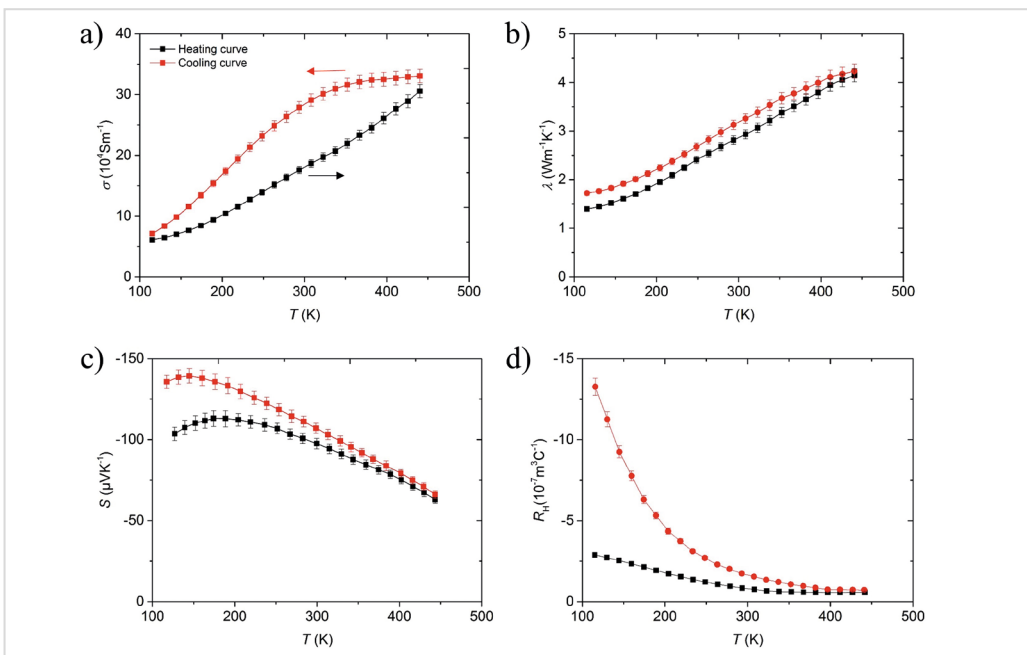 a)
40
30
20
10
0
σ (10⁴Sm⁻¹)
Heating curve
Cooling curve
100 200 300 400 500
T (K)
b)
5
4
3
2
1
0
λ (Wm⁻¹K⁻¹)
100 200 300 400 500
T (K)
c)
-150
-100
-50
0
S (μVK⁻¹)
100 200 300 400 500
T (K)
d)
-15
-10
-5
0
R_H(10⁻⁷m³C⁻¹)
100 200 300 400 500
T (K)